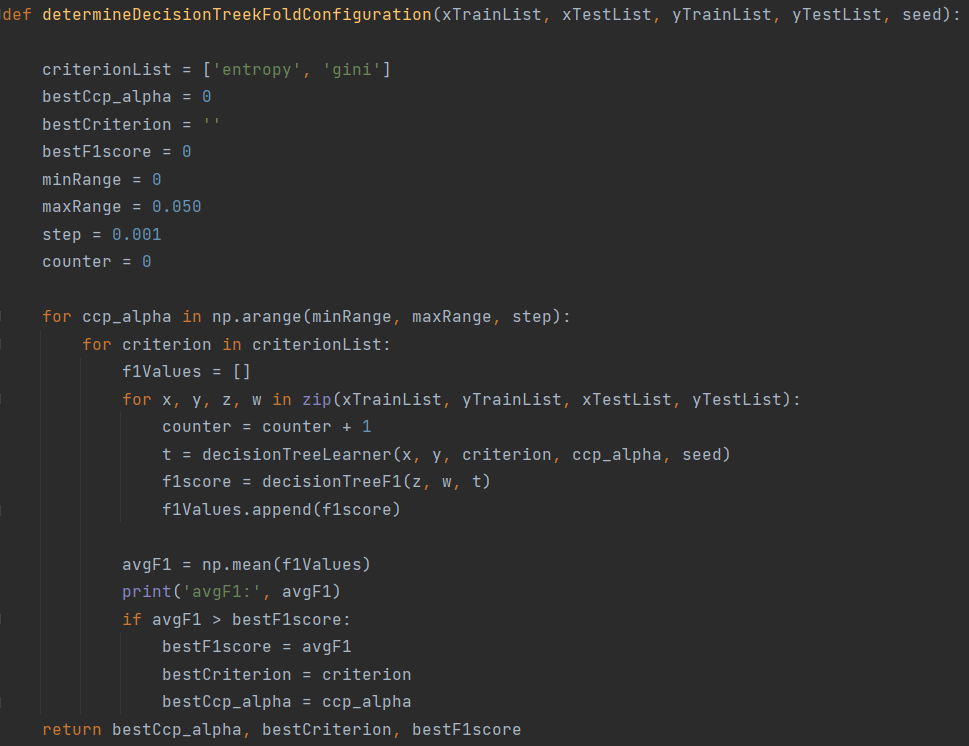 def determineDecisionTreekFoldConfiguration(xTrainList, xTestList, yTrainList, yTestList, seed):
    criterionList = ['entropy', 'gini']
    bestCcp_alpha = 0
    bestCriterion = ''
    bestF1score = 0
    minRange = 0
    maxRange = 0.050
    step = 0.001
    counter = 0
    for ccp_alpha in np.arange(minRange, maxRange, step):
        for criterion in criterionList:
            f1Values = []
            for x, y, z, w in zip(xTrainList, yTrainList, xTestList, yTestList):
                counter = counter + 1
                t = decisionTreeLearner(x, y, criterion, ccp_alpha, seed)
                f1score = decisionTreeF1(z, w, t)
                f1Values.append(f1score)
            avgF1 = np.mean(f1Values)
            print('avgF1:', avgF1)
            if avgF1 > bestF1score:
                bestF1score = avgF1
                bestCriterion = criterion
                bestCcp_alpha = ccp_alpha
    return bestCcp_alpha, bestCriterion, bestF1score